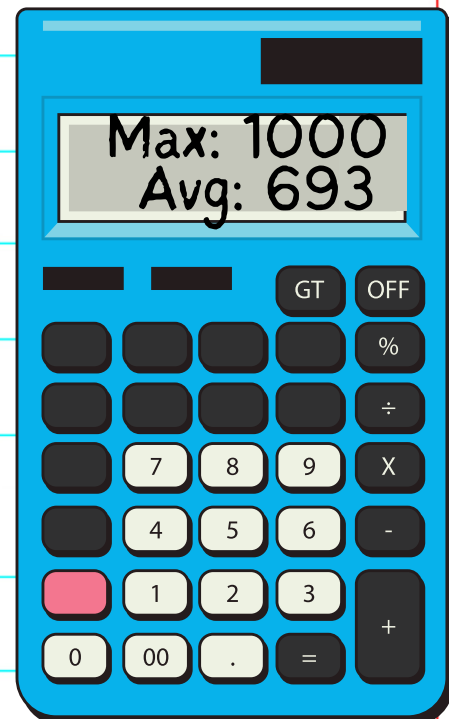 Max: 1000
Avg: 693
GT OFF
%
÷
7 8 9 X
4 5 6 -
1 2 3
+
0 00 . =